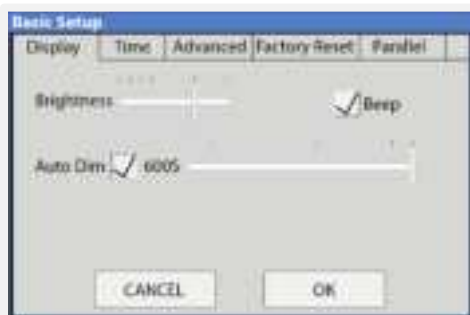 Basic Setup
Display Time Advanced Factory Reset Parallel
Brightness Beep
Auto Dim 600S
CANCEL OK